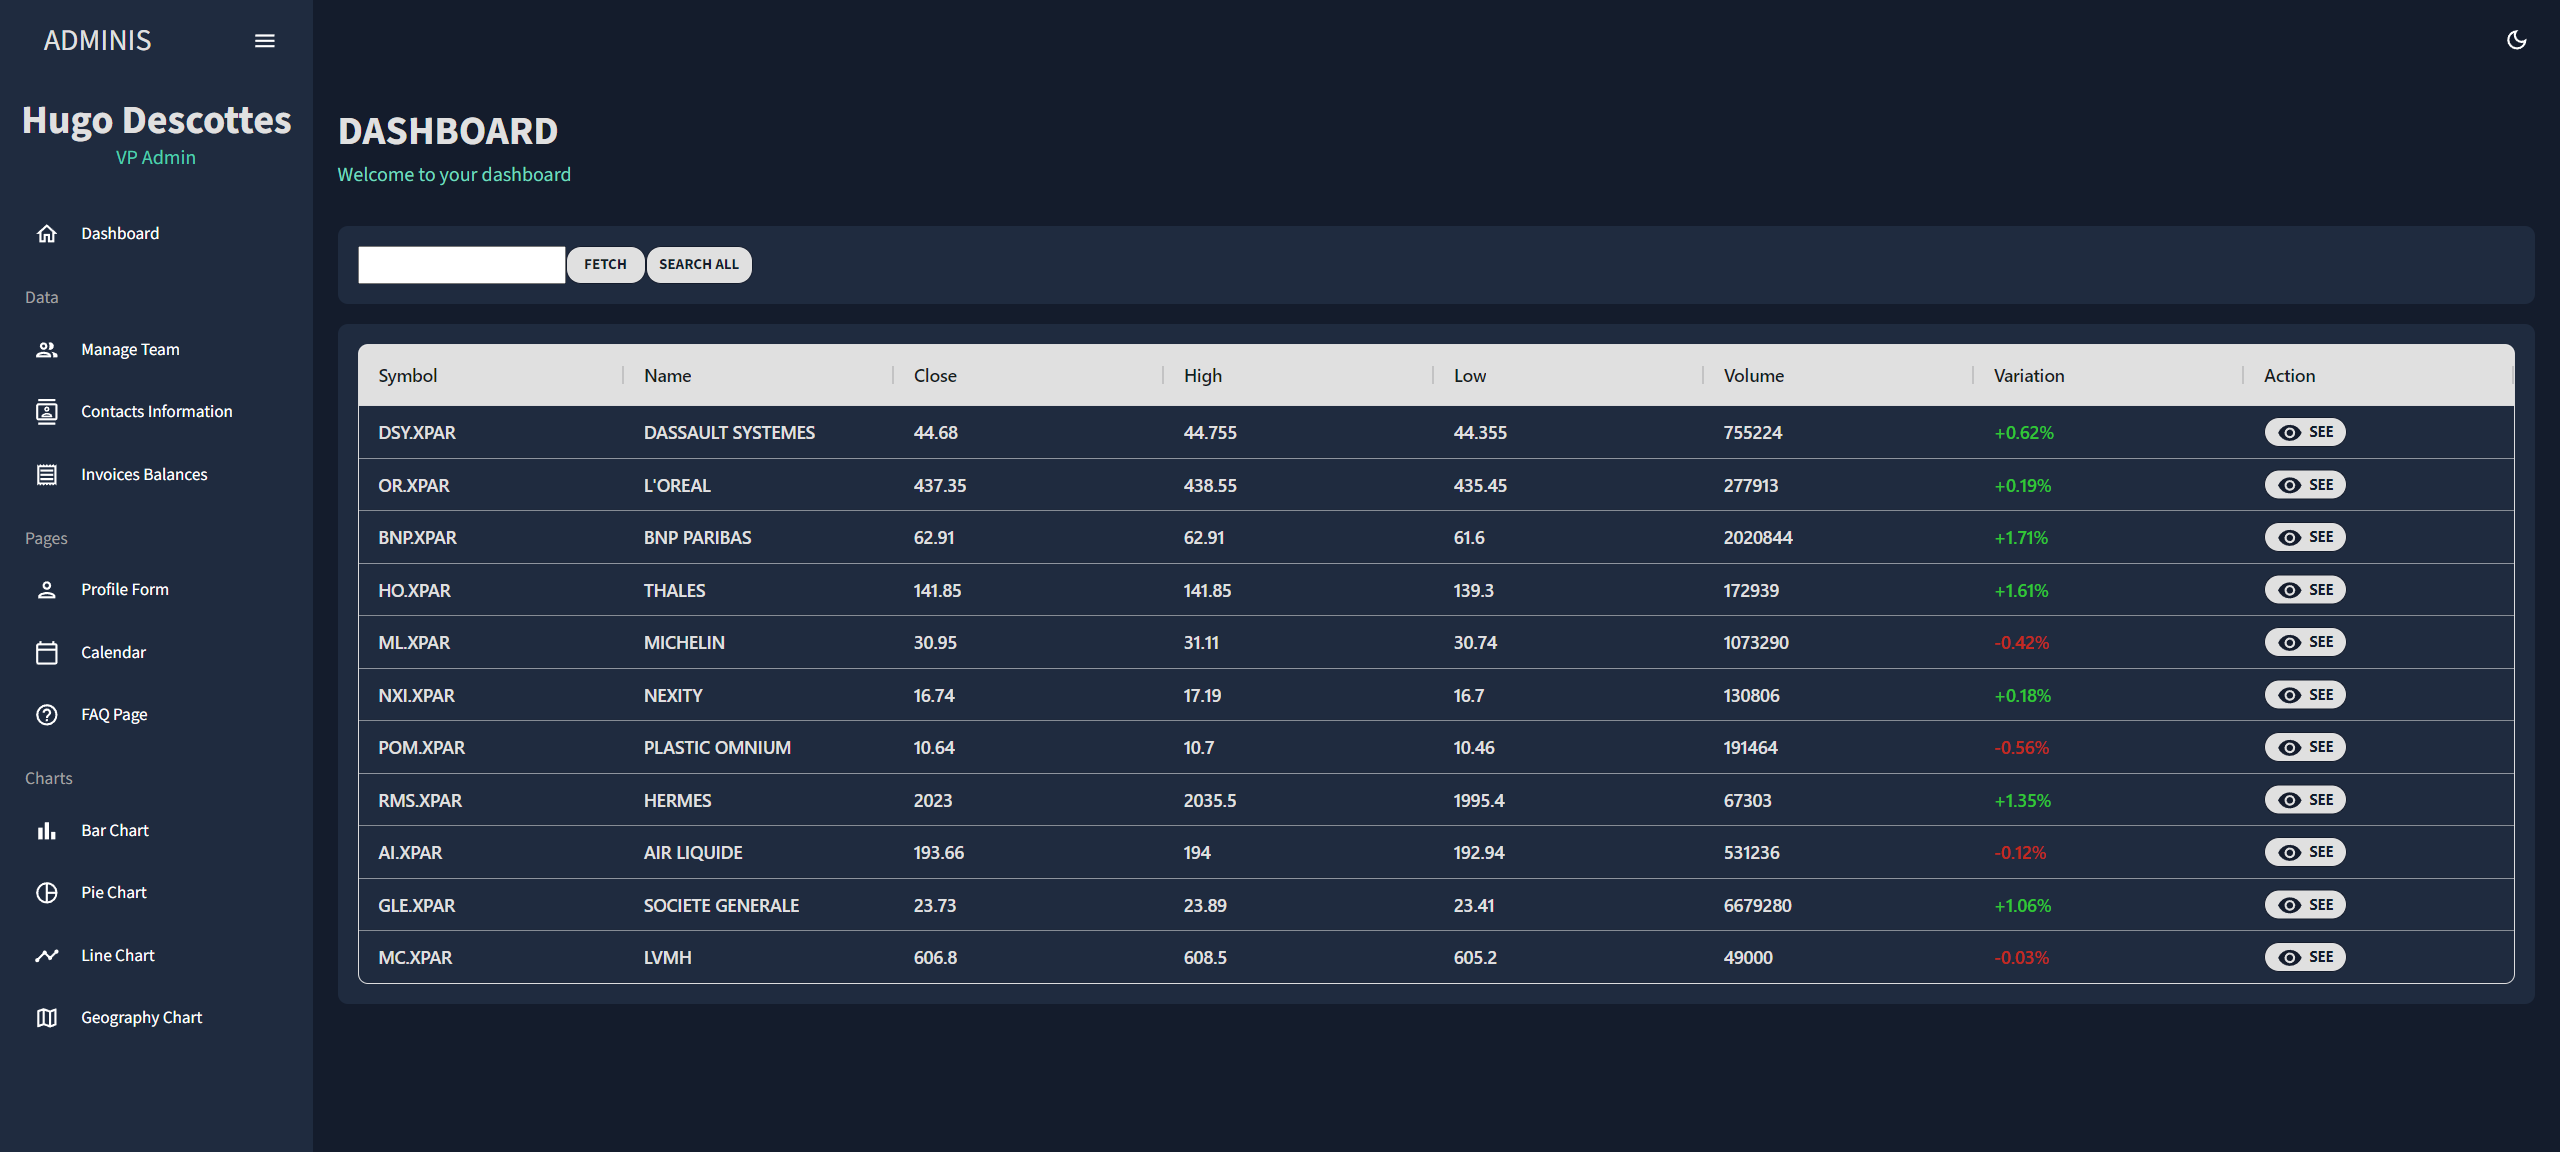 ADMINIS
Hugo Descottes
VP Admin
Dashboard
Data
Manage Team
Contacts Information
Invoices Balances
Pages
Profile Form
Calendar
FAQ Page
Charts
Bar Chart
Pie Chart
Line Chart
Geography Chart
DASHBOARD
Welcome to your dashboard
FETCH SEARCH ALL
Symbol Name Close High Low Volume Variation Action
DSY.XPAR DASSAULT SYSTEMES 44.68 44.755 44.355 755224 +0.62% SEE
OR.XPAR L'OREAL 437.35 438.55 435.45 277913 +0.19% SEE
BNP.XPAR BNP PARIBAS 62.91 62.91 61.6 2020844 +1.71% SEE
HO.XPAR THALES 141.85 141.85 139.3 172939 +1.61% SEE
ML.XPAR MICHELIN 30.95 31.11 30.74 1073290 -0.42% SEE
NXI.XPAR NEXITY 16.74 17.19 16.7 130806 +0.18% SEE
POM.XPAR PLASTIC OMNIUM 10.64 10.7 10.46 191464 -0.56% SEE
RMS.XPAR HERMES 2023 2035.5 1995.4 67303 +1.35% SEE
AI.XPAR AIR LIQUIDE 193.66 194 192.94 531236 -0.12% SEE
GLE.XPAR SOCIETE GENERALE 23.73 23.89 23.41 6679280 +1.06% SEE
MC.XPAR LVMH 606.8 608.5 605.2 49000 -0.03% SEE